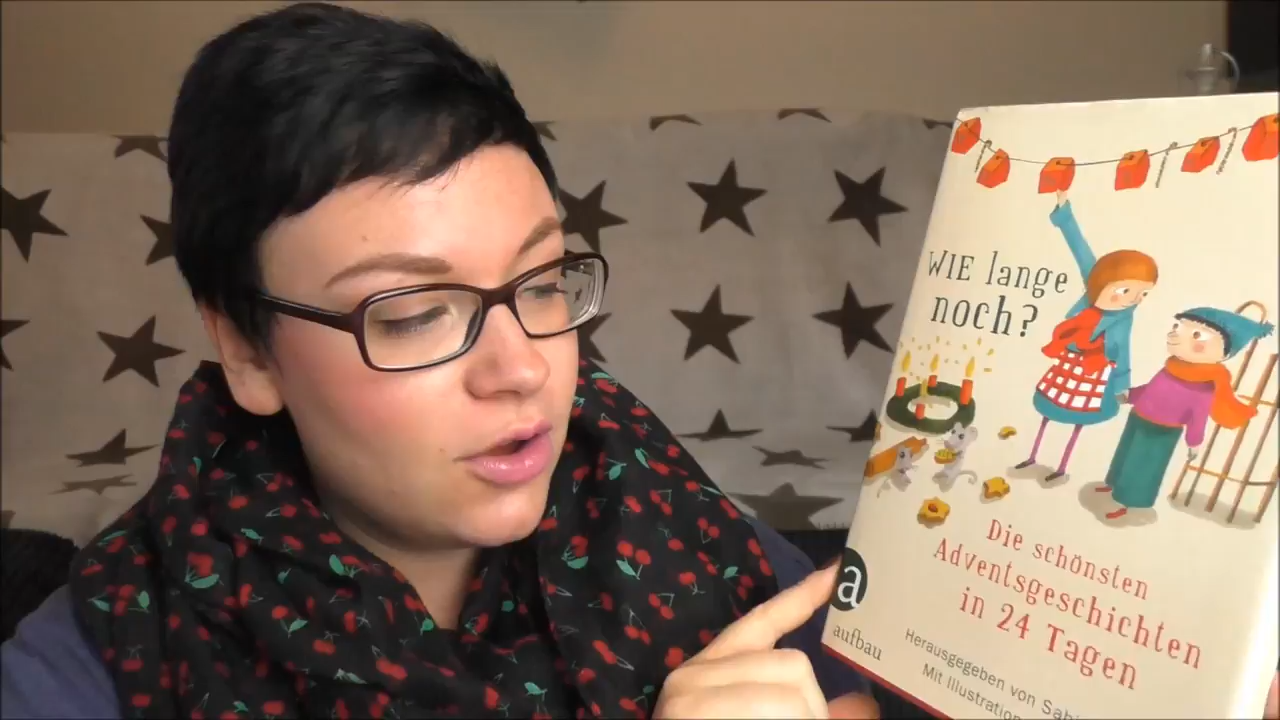 WIE lange
noch?
Die schönsten
Adventsgeschichten
in 24 Tagen
a
aufbau
Herausgegeben von
Mit